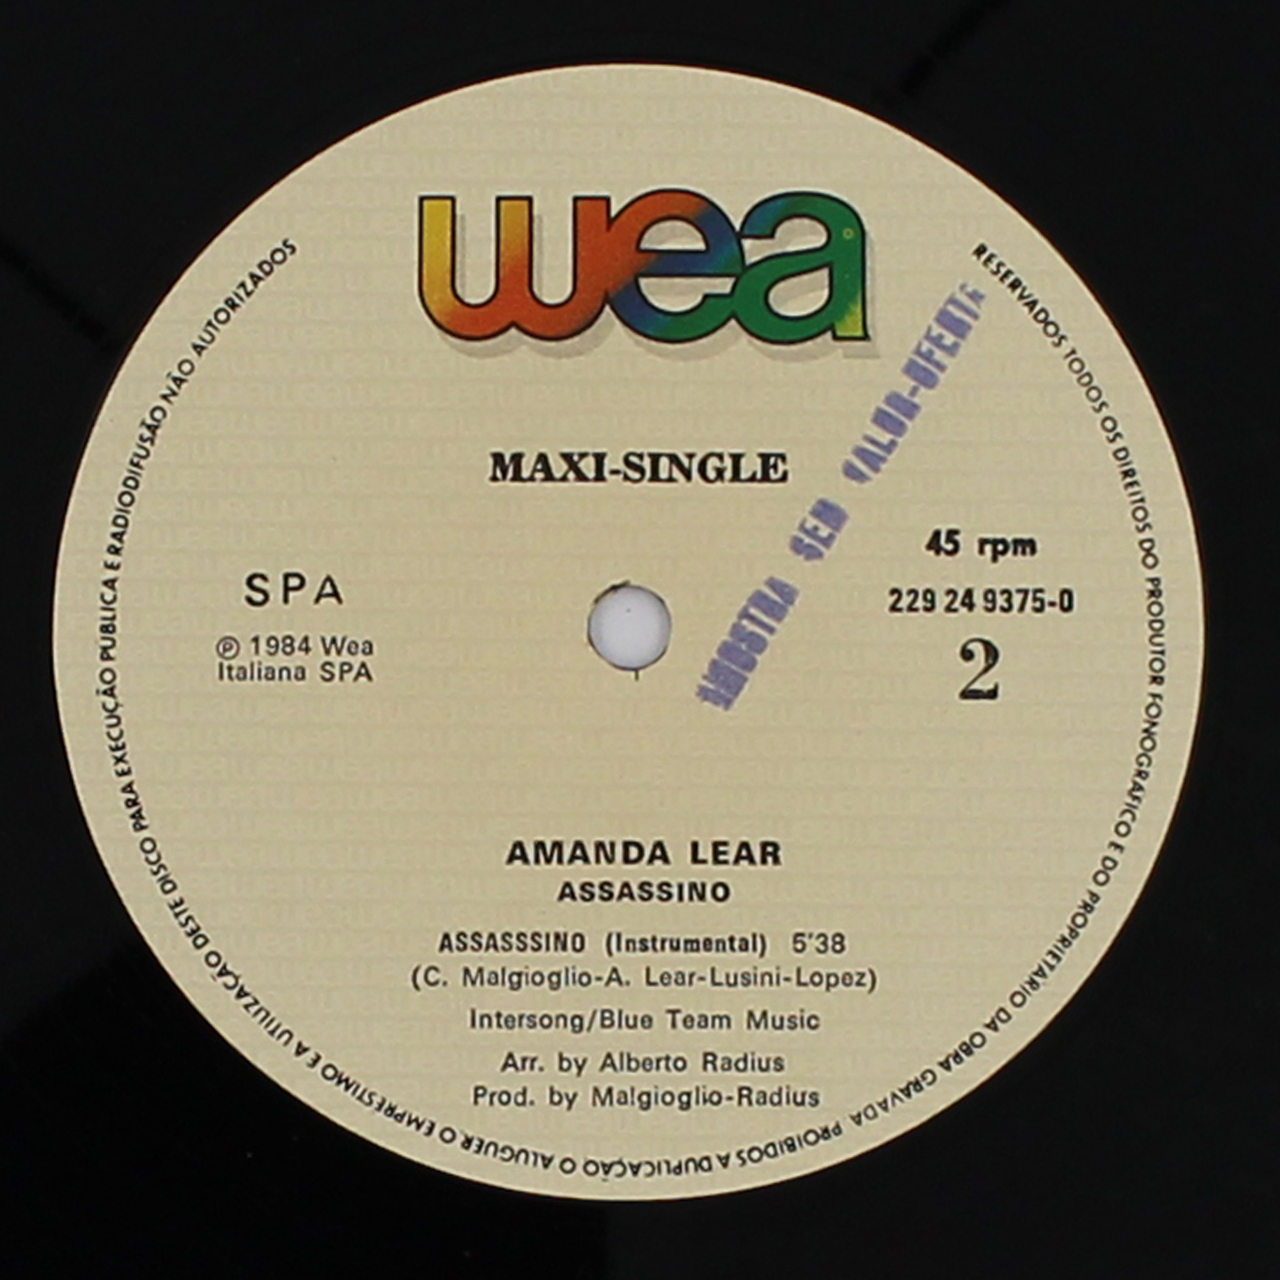 wea
RESERVADOS TODOS OS DIREITOS DO PRODUTOR FONOGRAFICO E DO PROPRIETÁRIO DA OBRA GRAVADA PROIBIDOS A DUPLICAÇÃO O ALUGUER O EMPRESTIMO E A UTILIZAÇÃO DESTE DISCO PARA EXECUÇÃO PUBLICA E RADIODIFUSÃO NÃO AUTORIZADOS
MAXI-SINGLE
AMOSTRA SEM VALOR-OFERTA
45 rpm
SPA
229 24 9375-0
℗ 1984 Wea
Italiana SPA
2
AMANDA LEAR
ASSASSINO
ASSASSSINO (Instrumental) 5'38
(C. Malgioglio-A. Lear-Lusini-Lopez)
Intersong/Blue Team Music
Arr. by Alberto Radius
Prod. by Malgioglio-Radius